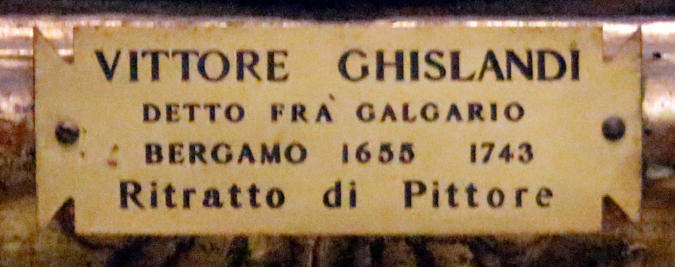 VITTORE GHISLANDI
DETTO FRA' GALGARIO
BERGAMO 1655 1743
Ritratto di Pittore